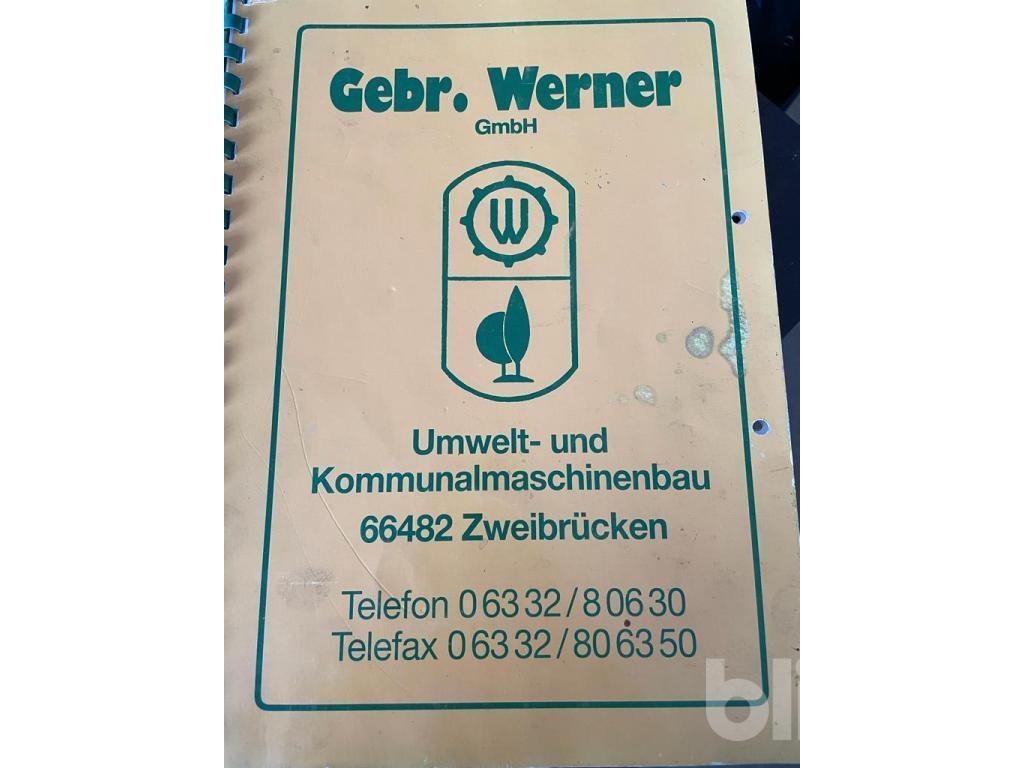 Gebr. Werner
GmbH
W
Umwelt- und
Kommunalmaschinenbau
66482 Zweibrücken
Telefon 0 63 32 / 8 06 30
Telefax 0 63 32 / 80 63 50